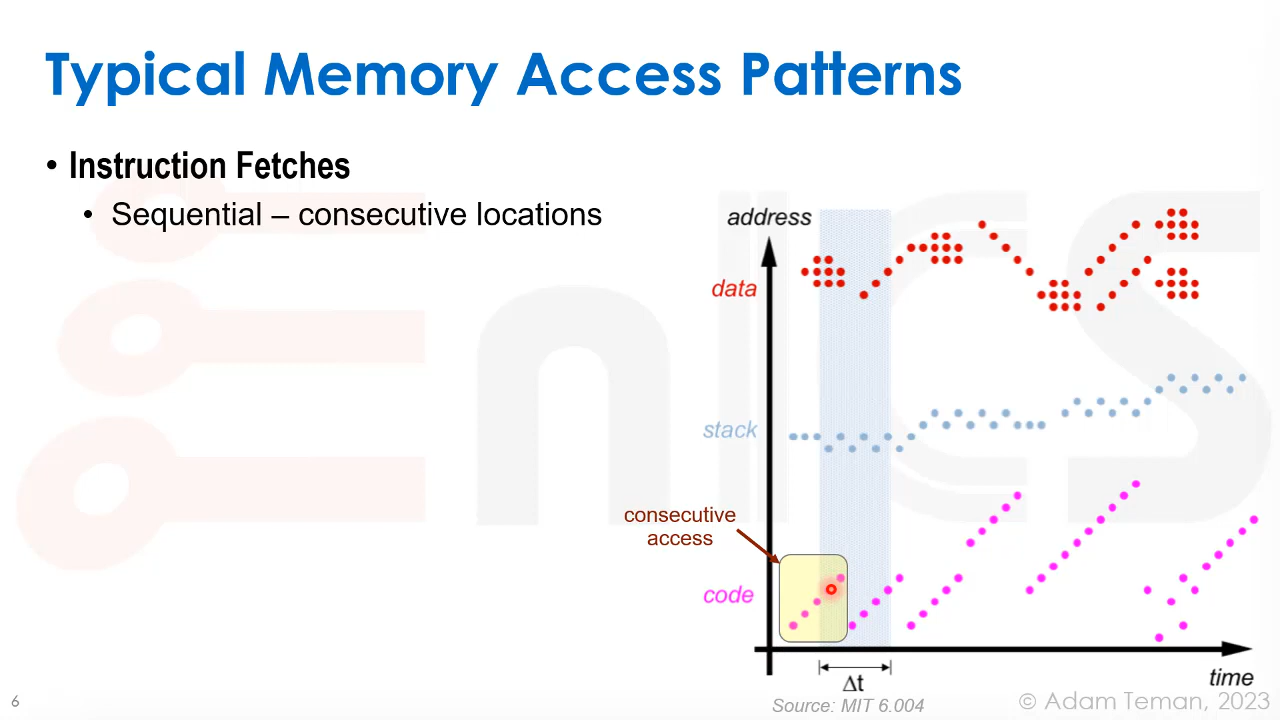 Typical Memory Access Patterns
• Instruction Fetches
• Sequential – consecutive locations
address
data
stack
consecutive
access
code
Δt
time
Source: MIT 6.004
6
© Adam Teman, 2023
nics